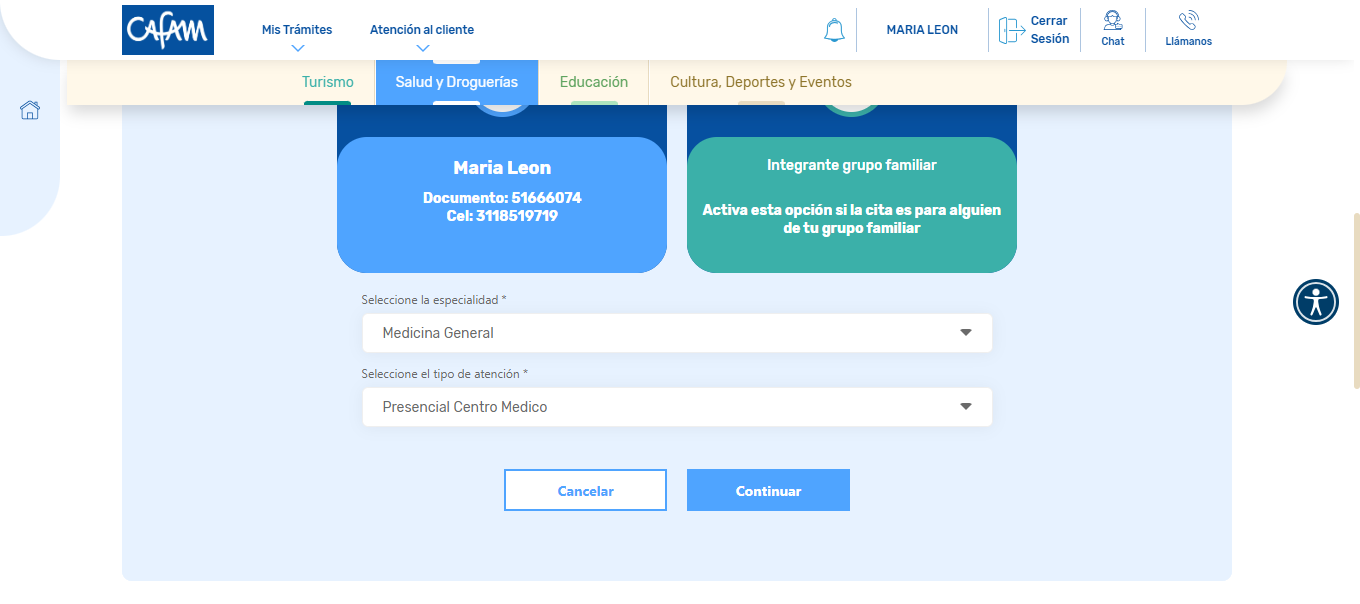 CAFAM
Mis Trámites
Atención al cliente
MARIA LEON
Cerrar
Sesión
Chat
Llámanos
Turismo
Salud y Droguerías
Educación
Cultura, Deportes y Eventos
Maria Leon
Documento: 51666074
Cel: 3118519719
Integrante grupo familiar
Activa esta opción si la cita es para alguien
de tu grupo familiar
Seleccione la especialidad *
Medicina General
Seleccione el tipo de atención *
Presencial Centro Medico
Cancelar
Continuar